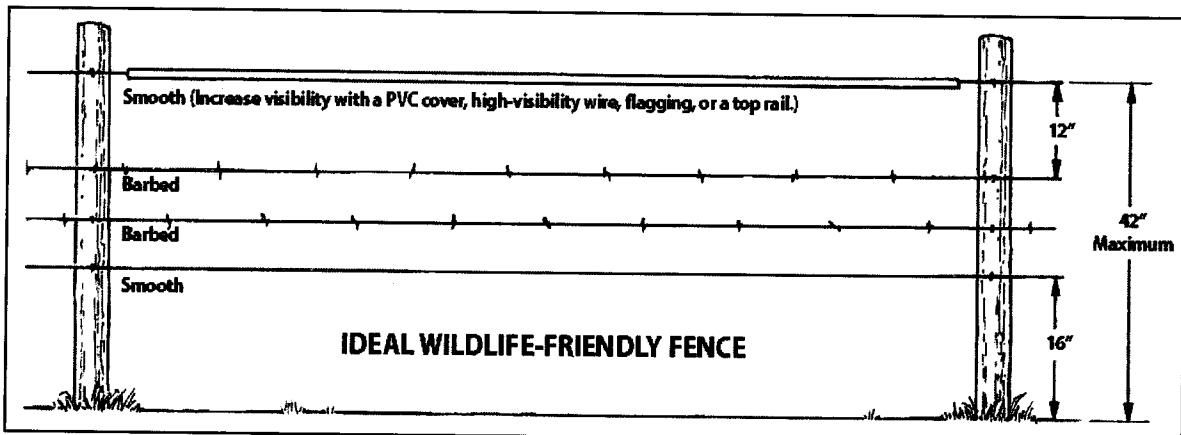 Smooth (Increase visibility with a PVC cover, high-visibility wire, flagging, or a top rail.)
12"
Barbed
Barbed
42"
Maximum
Smooth
IDEAL WILDLIFE-FRIENDLY FENCE
16"